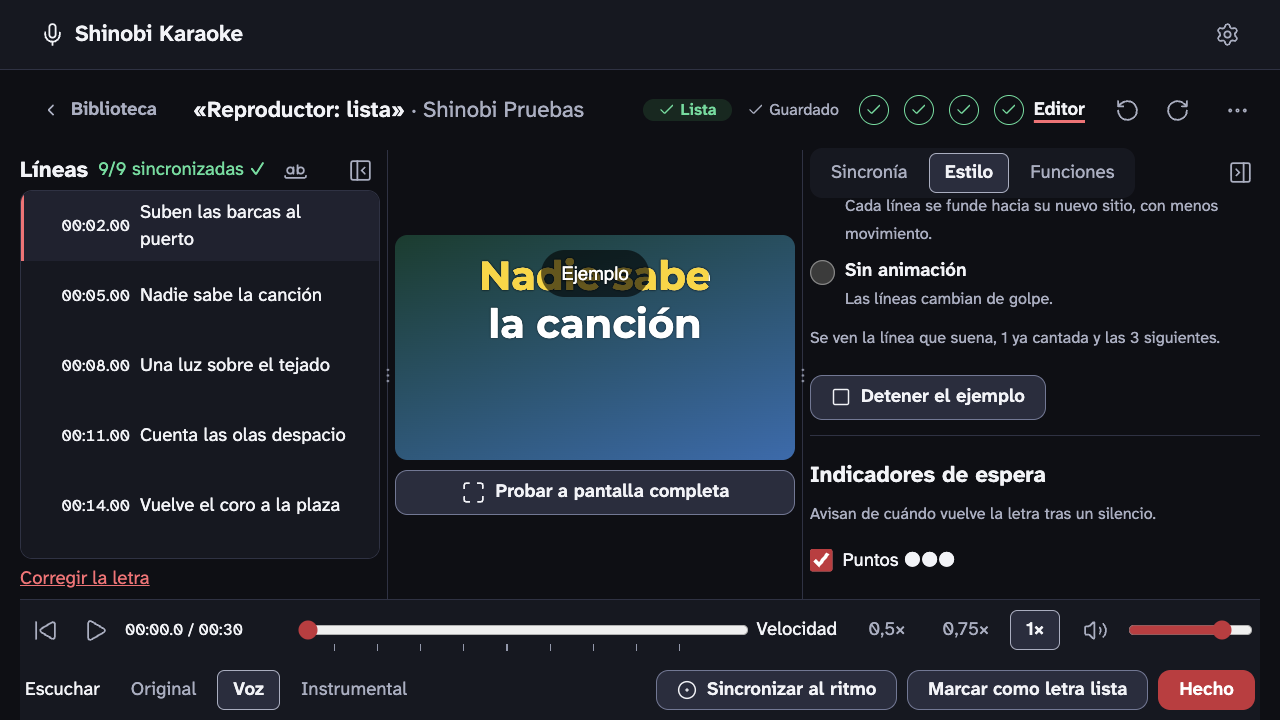 Shinobi Karaoke
Biblioteca
«Reproductor: lista» · Shinobi Pruebas
Lista
Guardado
Editor
Líneas 9/9 sincronizadas
ab
00:02.00 Suben las barcas al
puerto
00:05.00 Nadie sabe la canción
00:08.00 Una luz sobre el tejado
00:11.00 Cuenta las olas despacio
00:14.00 Vuelve el coro a la plaza
Corregir la letra
Ejemplo
Nadie sabe
la canción
Probar a pantalla completa
Sincronía Estilo Funciones
Cada línea se funde hacia su nuevo sitio, con menos
movimiento.
Sin animación
Las líneas cambian de golpe.
Se ven la línea que suena, 1 ya cantada y las 3 siguientes.
Detener el ejemplo
Indicadores de espera
Avisan de cuándo vuelve la letra tras un silencio.
Puntos
00:00.0 / 00:30
Velocidad 0,5× 0,75× 1×
Escuchar Original Voz Instrumental
Sincronizar al ritmo
Marcar como letra lista
Hecho